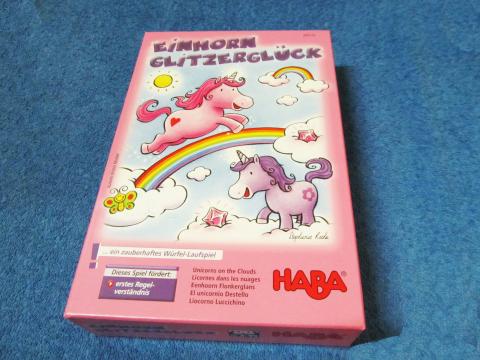 EINHORN
GLITZERGLÜCK
... ein zauberhaftes Würfel-Laufspiel
Dieses Spiel fördert:
erstes Regel-
verständnis
Unicorns on the Clouds
Licornes dans les nuages
Eenhoorn Flonkerglans
El unicornio Destello
Liocorno Luccichino
HABA